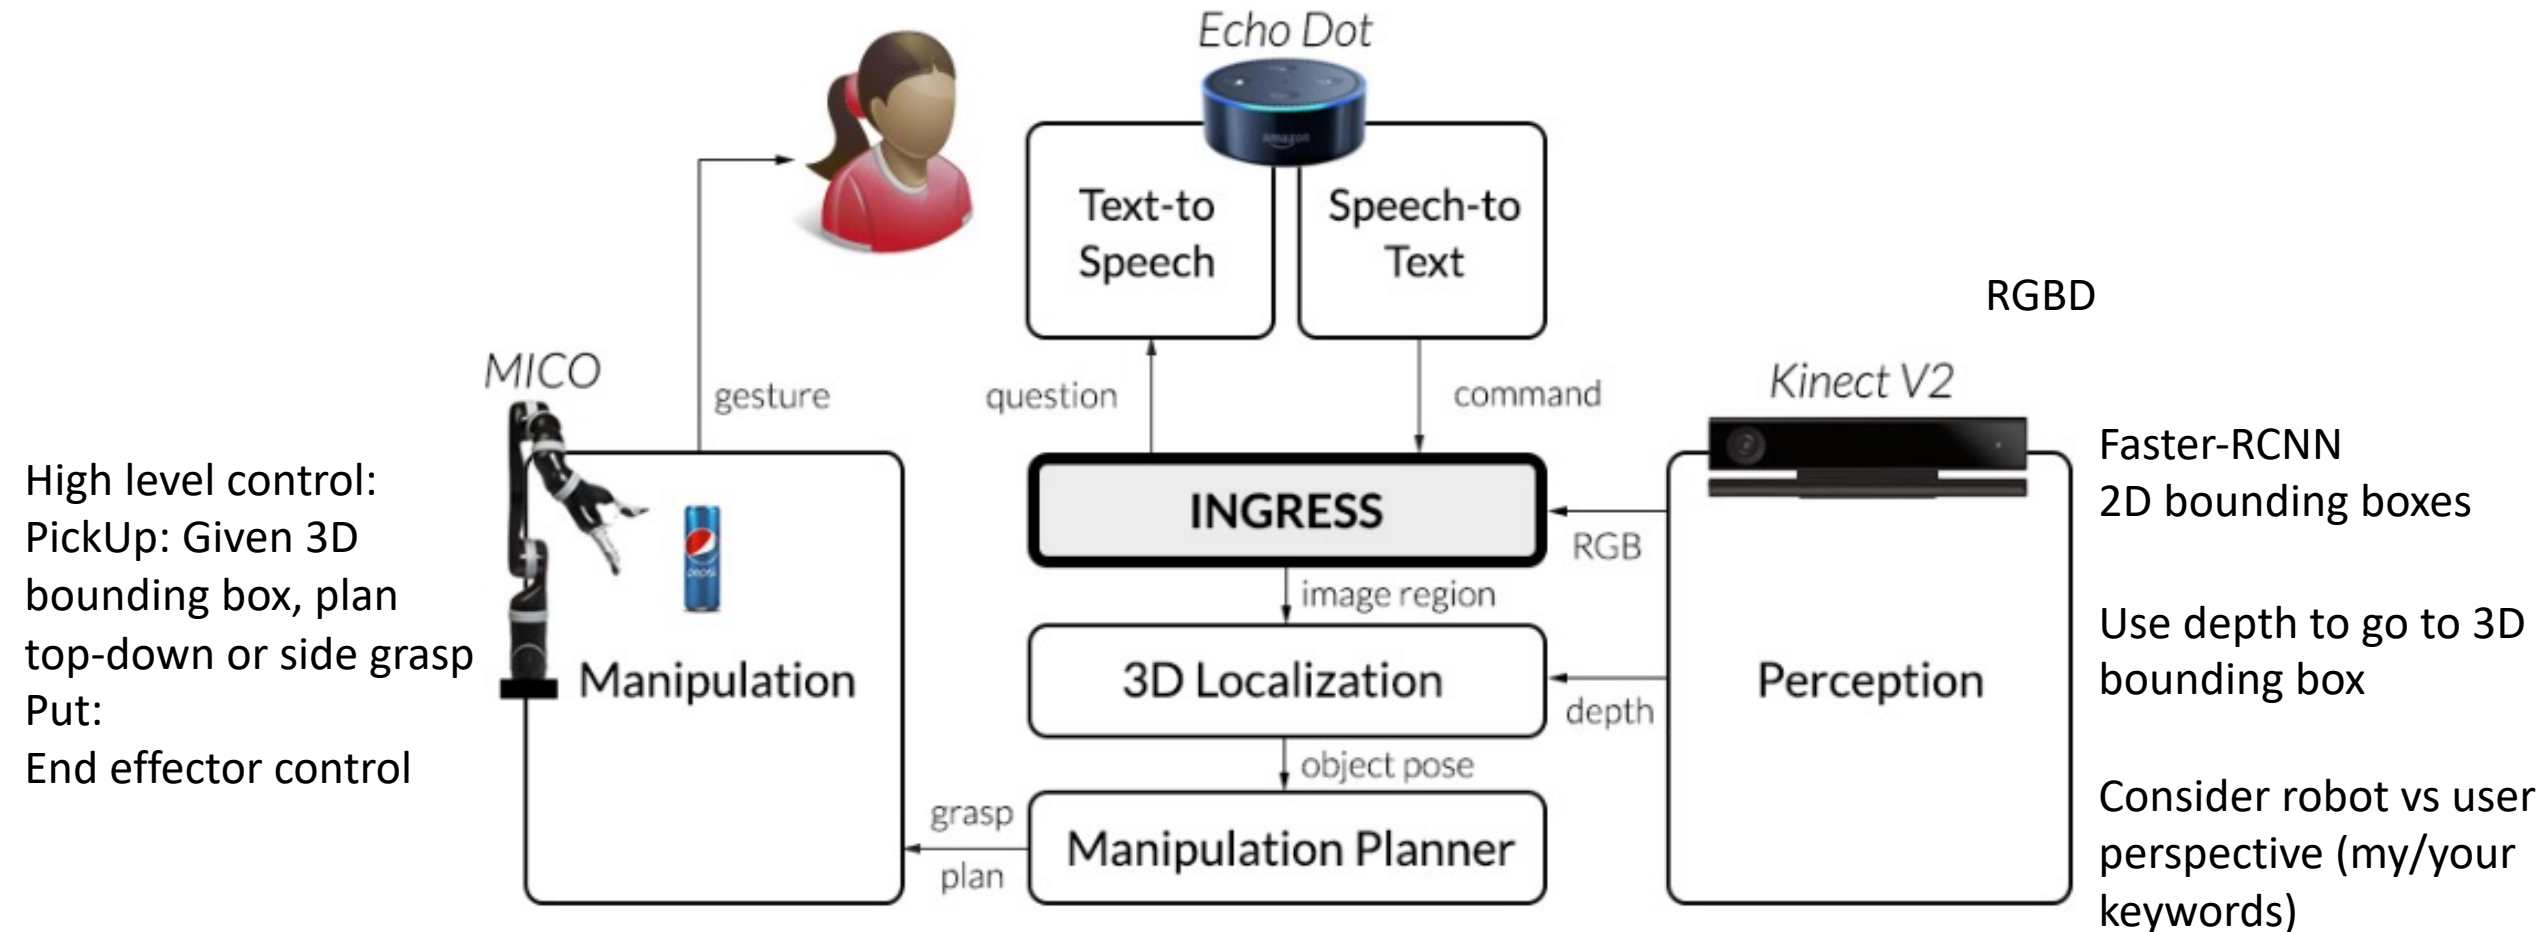 Echo Dot
amazon
Text-to
Speech
Speech-to
Text
RGBD
MICO
gesture
question
command
Kinect V2
High level control:
PickUp: Given 3D
bounding box, plan
top-down or side grasp
Put:
End effector control
pepsi
Manipulation
INGRESS
RGB
image region
3D Localization
depth
object pose
grasp
plan
Manipulation Planner
Perception
Faster-RCNN
2D bounding boxes
Use depth to go to 3D
bounding box
Consider robot vs user
perspective (my/your
keywords)